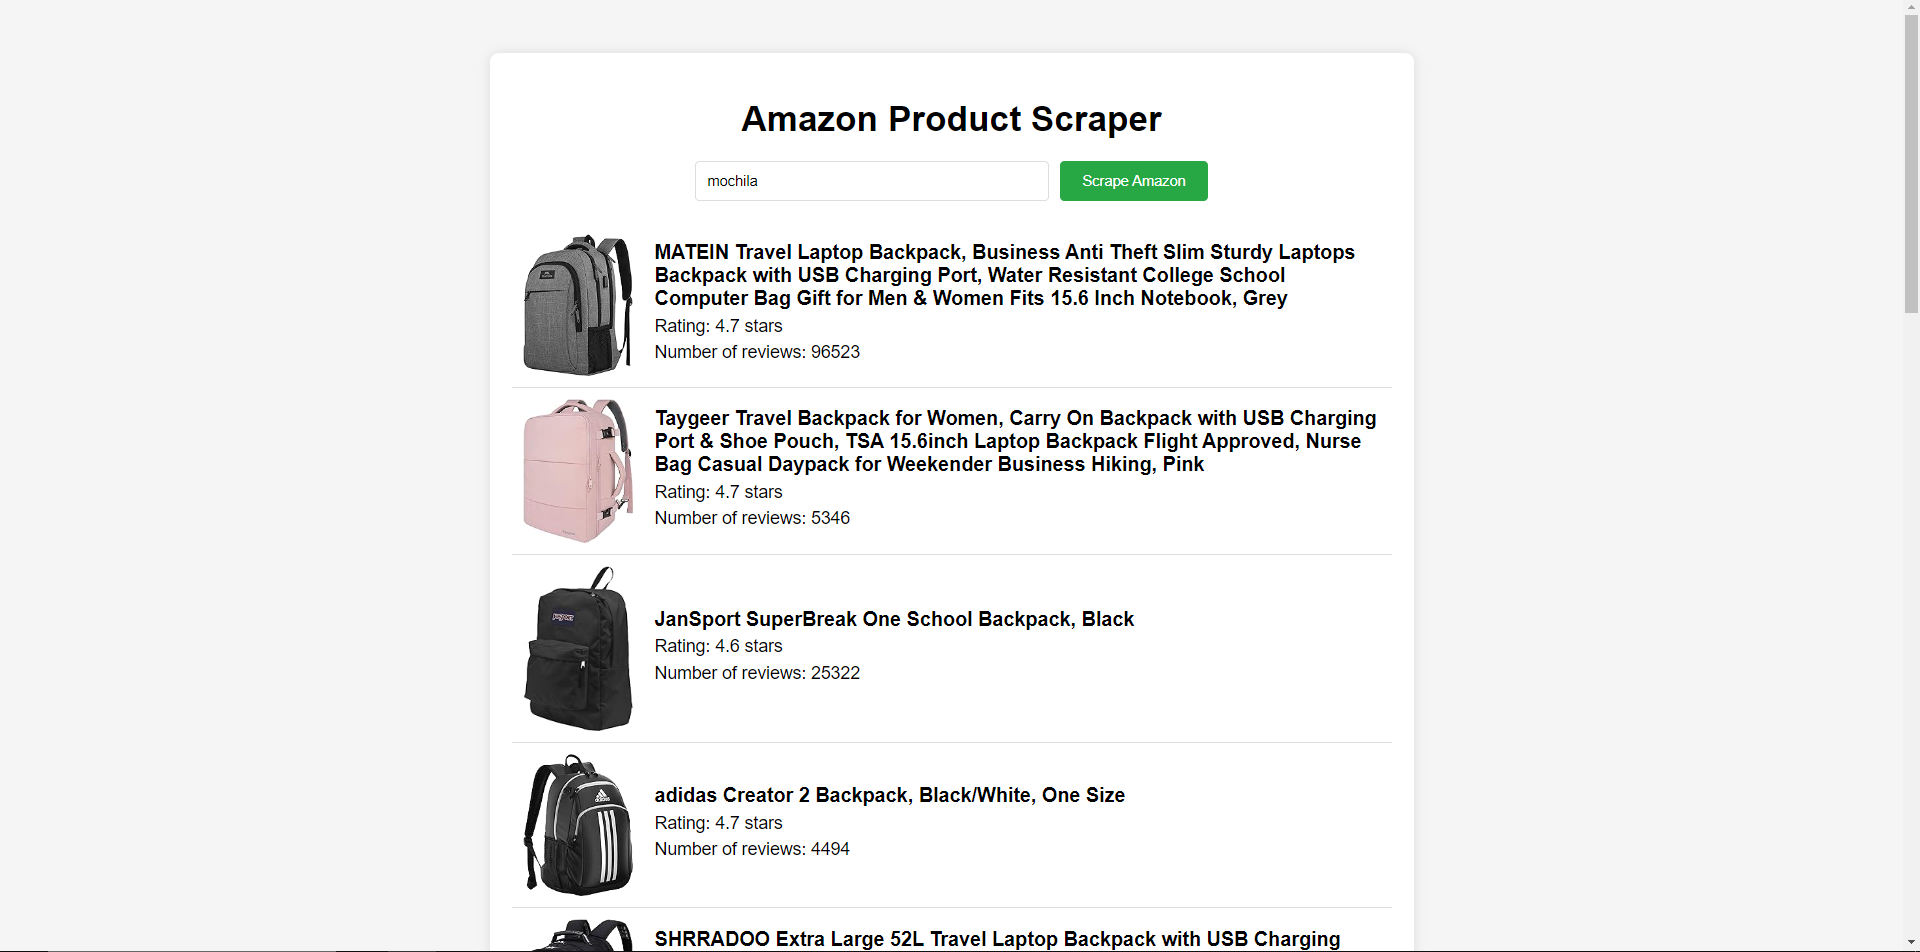 Amazon Product Scraper
mochila
Scrape Amazon
MATEIN Travel Laptop Backpack, Business Anti Theft Slim Sturdy Laptops
Backpack with USB Charging Port, Water Resistant College School
Computer Bag Gift for Men & Women Fits 15.6 Inch Notebook, Grey
Rating: 4.7 stars
Number of reviews: 96523
Taygeer Travel Backpack for Women, Carry On Backpack with USB Charging
Port & Shoe Pouch, TSA 15.6inch Laptop Backpack Flight Approved, Nurse
Bag Casual Daypack for Weekender Business Hiking, Pink
Rating: 4.7 stars
Number of reviews: 5346
JanSport
JanSport SuperBreak One School Backpack, Black
Rating: 4.6 stars
Number of reviews: 25322
adidas
adidas Creator 2 Backpack, Black/White, One Size
Rating: 4.7 stars
Number of reviews: 4494
SHRRADOO Extra Large 52L Travel Laptop Backpack with USB Charging